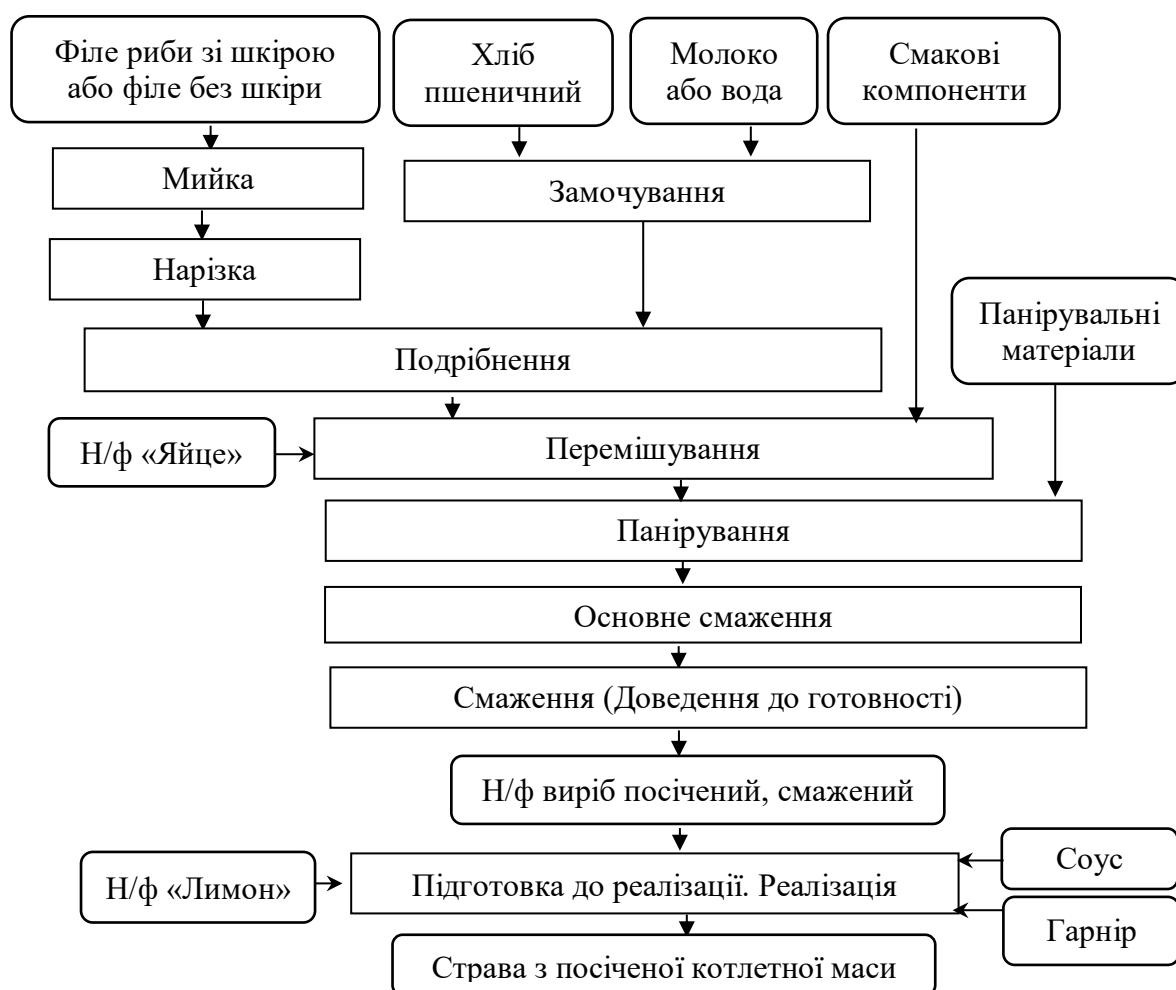 Філе риби зі шкірою
або філе без шкіри
Хліб
пшеничний
Молоко
або вода
Смакові
компоненти
Мийка
Замочування
Нарізка
Панірувальні
матеріали
Подрібнення
Н/ф «Яйце»
Перемішування
Панірування
Основне смаження
Смаження (Доведення до готовності)
Н/ф виріб посічений, смажений
Соус
Н/ф «Лимон»
Підготовка до реалізації. Реалізація
Гарнір
Страва з посіченої котлетної маси